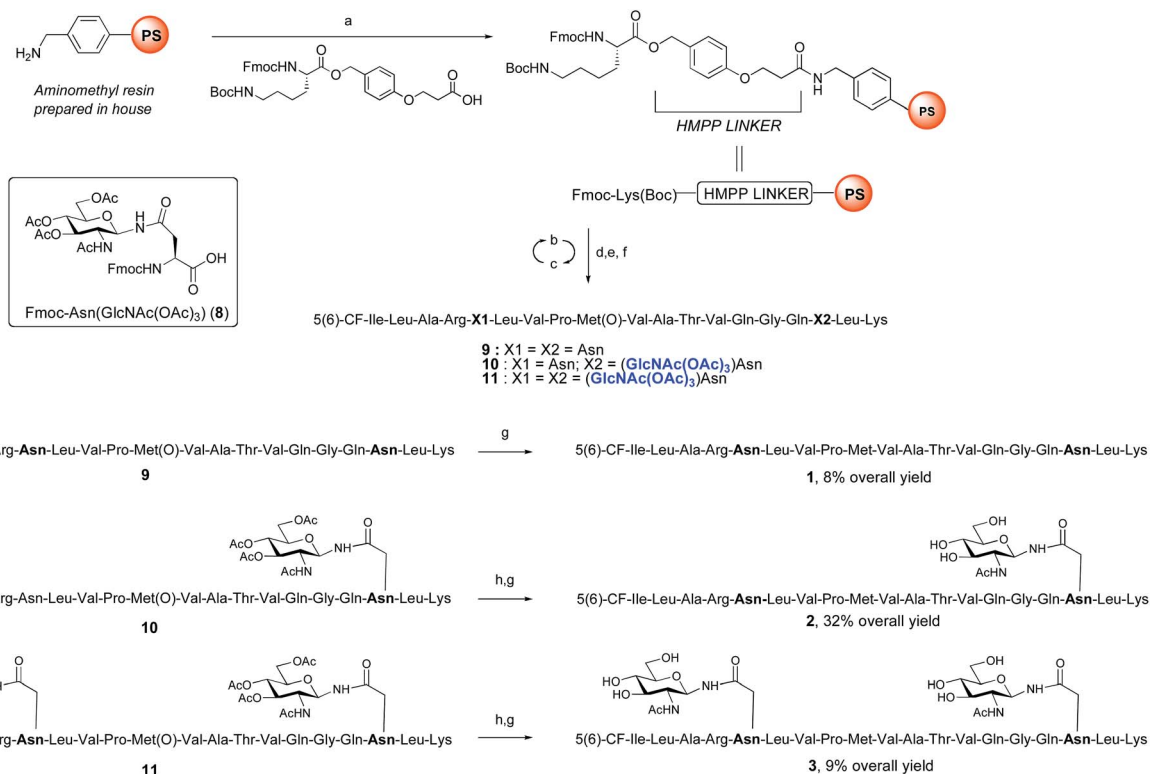 a
PS
H₂N
Aminomethyl resin
prepared in house
FmocHN
O
O
BocHN
O
O
OH
FmocHN
O
O
BocHN
O
O
N
H
PS
HMPP LINKER
Fmoc-Lys(Boc)
HMPP LINKER
PS
b
c
d,e, f
OAc
AcO
O
AcO
AcHN
H
N
O
FmocHN
OH
O
Fmoc-Asn(GlcNAc(OAc)₃) (8)
5(6)-CF-Ile-Leu-Ala-Arg-X1-Leu-Val-Pro-Met(O)-Val-Ala-Thr-Val-Gln-Gly-Gln-X2-Leu-Lys
9 : X1 = X2 = Asn
10 : X1 = Asn; X2 = (GlcNAc(OAc)₃)Asn
11 : X1 = X2 = (GlcNAc(OAc)₃)Asn
rg-Asn-Leu-Val-Pro-Met(O)-Val-Ala-Thr-Val-Gln-Gly-Gln-Asn-Leu-Lys
9
g
5(6)-CF-Ile-Leu-Ala-Arg-Asn-Leu-Val-Pro-Met-Val-Ala-Thr-Val-Gln-Gly-Gln-Asn-Leu-Lys
1, 8% overall yield
OAc
AcO
O
AcO
AcHN
NH
O
rg-Asn-Leu-Val-Pro-Met(O)-Val-Ala-Thr-Val-Gln-Gly-Gln-Asn-Leu-Lys
10
h,g
OH
HO
O
HO
AcHN
NH
O
5(6)-CF-Ile-Leu-Ala-Arg-Asn-Leu-Val-Pro-Met-Val-Ala-Thr-Val-Gln-Gly-Gln-Asn-Leu-Lys
2, 32% overall yield
O
OAc
AcO
O
AcO
AcHN
NH
O
rg-Asn-Leu-Val-Pro-Met(O)-Val-Ala-Thr-Val-Gln-Gly-Gln-Asn-Leu-Lys
11
h,g
OH
HO
O
HO
AcHN
NH
O
OH
HO
O
HO
AcHN
NH
O
5(6)-CF-Ile-Leu-Ala-Arg-Asn-Leu-Val-Pro-Met-Val-Ala-Thr-Val-Gln-Gly-Gln-Asn-Leu-Lys
3, 9% overall yield